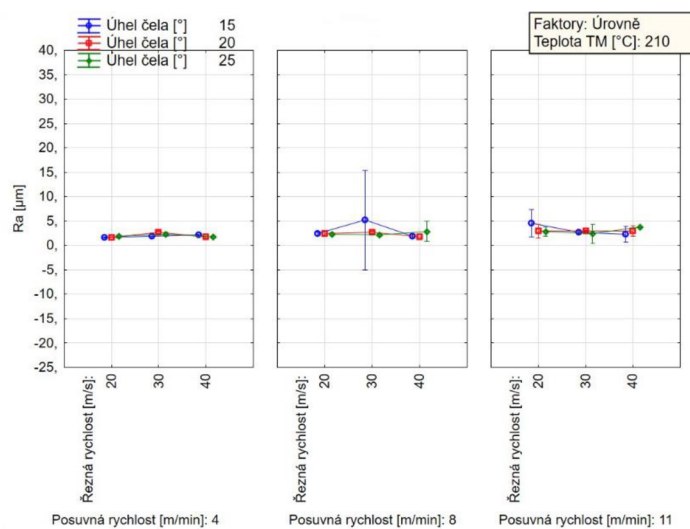 Úhel čela [°] 15
Úhel čela [°] 20
Úhel čela [°] 25
Faktory: Úrovně
Teplota TM [°C]: 210
Ra [µm]
40,
35,
30,
25,
20,
15,
10,
5,
0,
-5,
-10,
-15,
-20,
-25,
Řezná rychlost [m/s]:
20
30
40
Řezná rychlost [m/s]:
20
30
40
Řezná rychlost [m/s]:
20
30
40
Posuvná rychlost [m/min]: 4
Posuvná rychlost [m/min]: 8
Posuvná rychlost [m/min]: 11